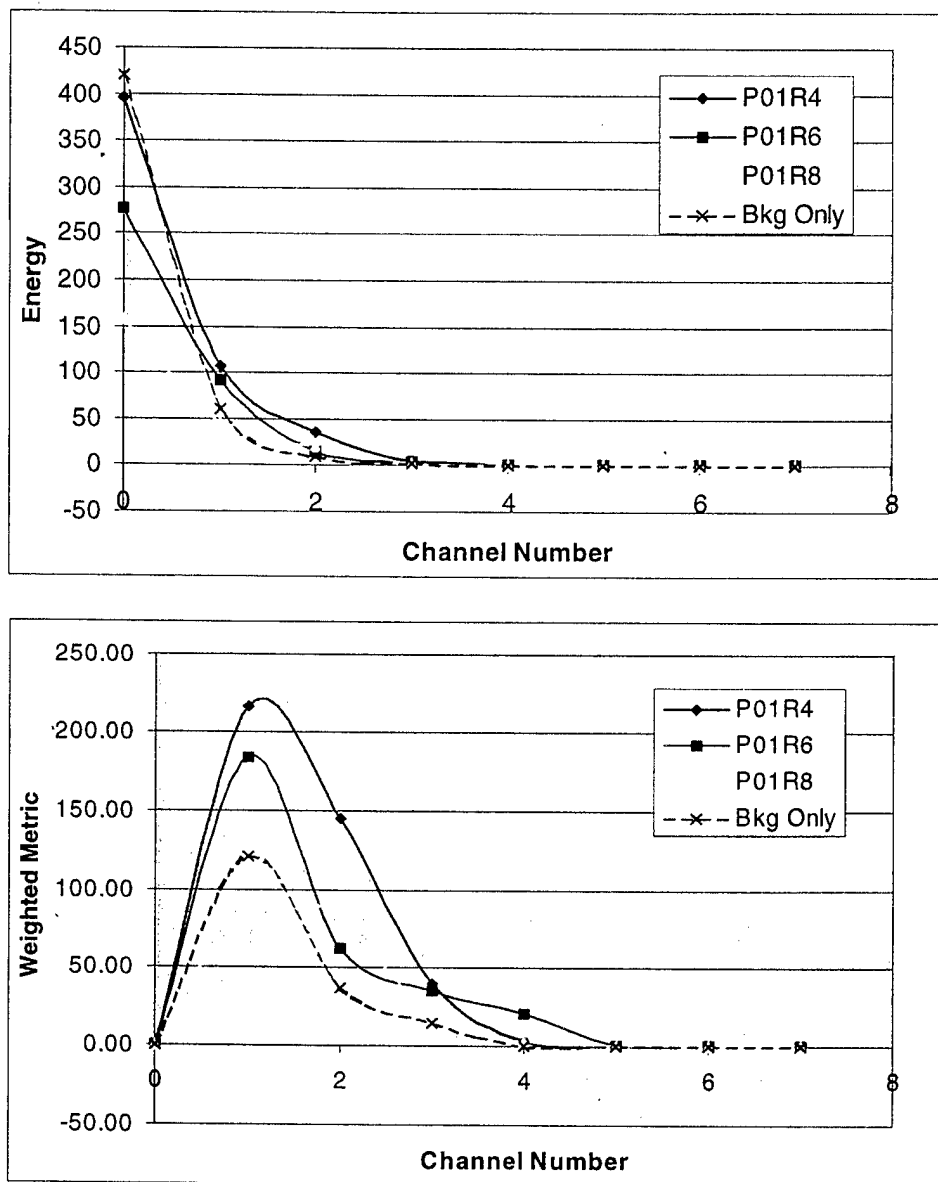 450
400
350
300
250
200
150
100
50
0
-50
Energy
0
2
4
6
8
Channel Number
P01R4
P01R6
P01R8
Bkg Only
250.00
200.00
150.00
100.00
50.00
0.00
-50.00
Weighted Metric
0
2
4
6
8
Channel Number
P01R4
P01R6
P01R8
Bkg Only